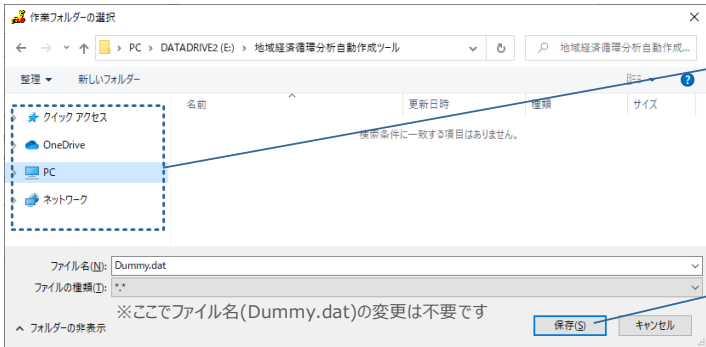 作業フォルダーの選択
PC > DATADRIVE2 (E:) > 地域経済循環分析自動作成ツール
地域経済循環分析自動作成...
整理 新しいフォルダー
名前 更新日時 種類 サイズ
検索条件に一致する項目はありません。
クイック アクセス
OneDrive
PC
ネットワーク
ファイル名(N): Dummy.dat
ファイルの種類(T): *.*
※ここでファイル名(Dummy.dat)の変更は不要です
フォルダーの非表示
保存(S) キャンセル